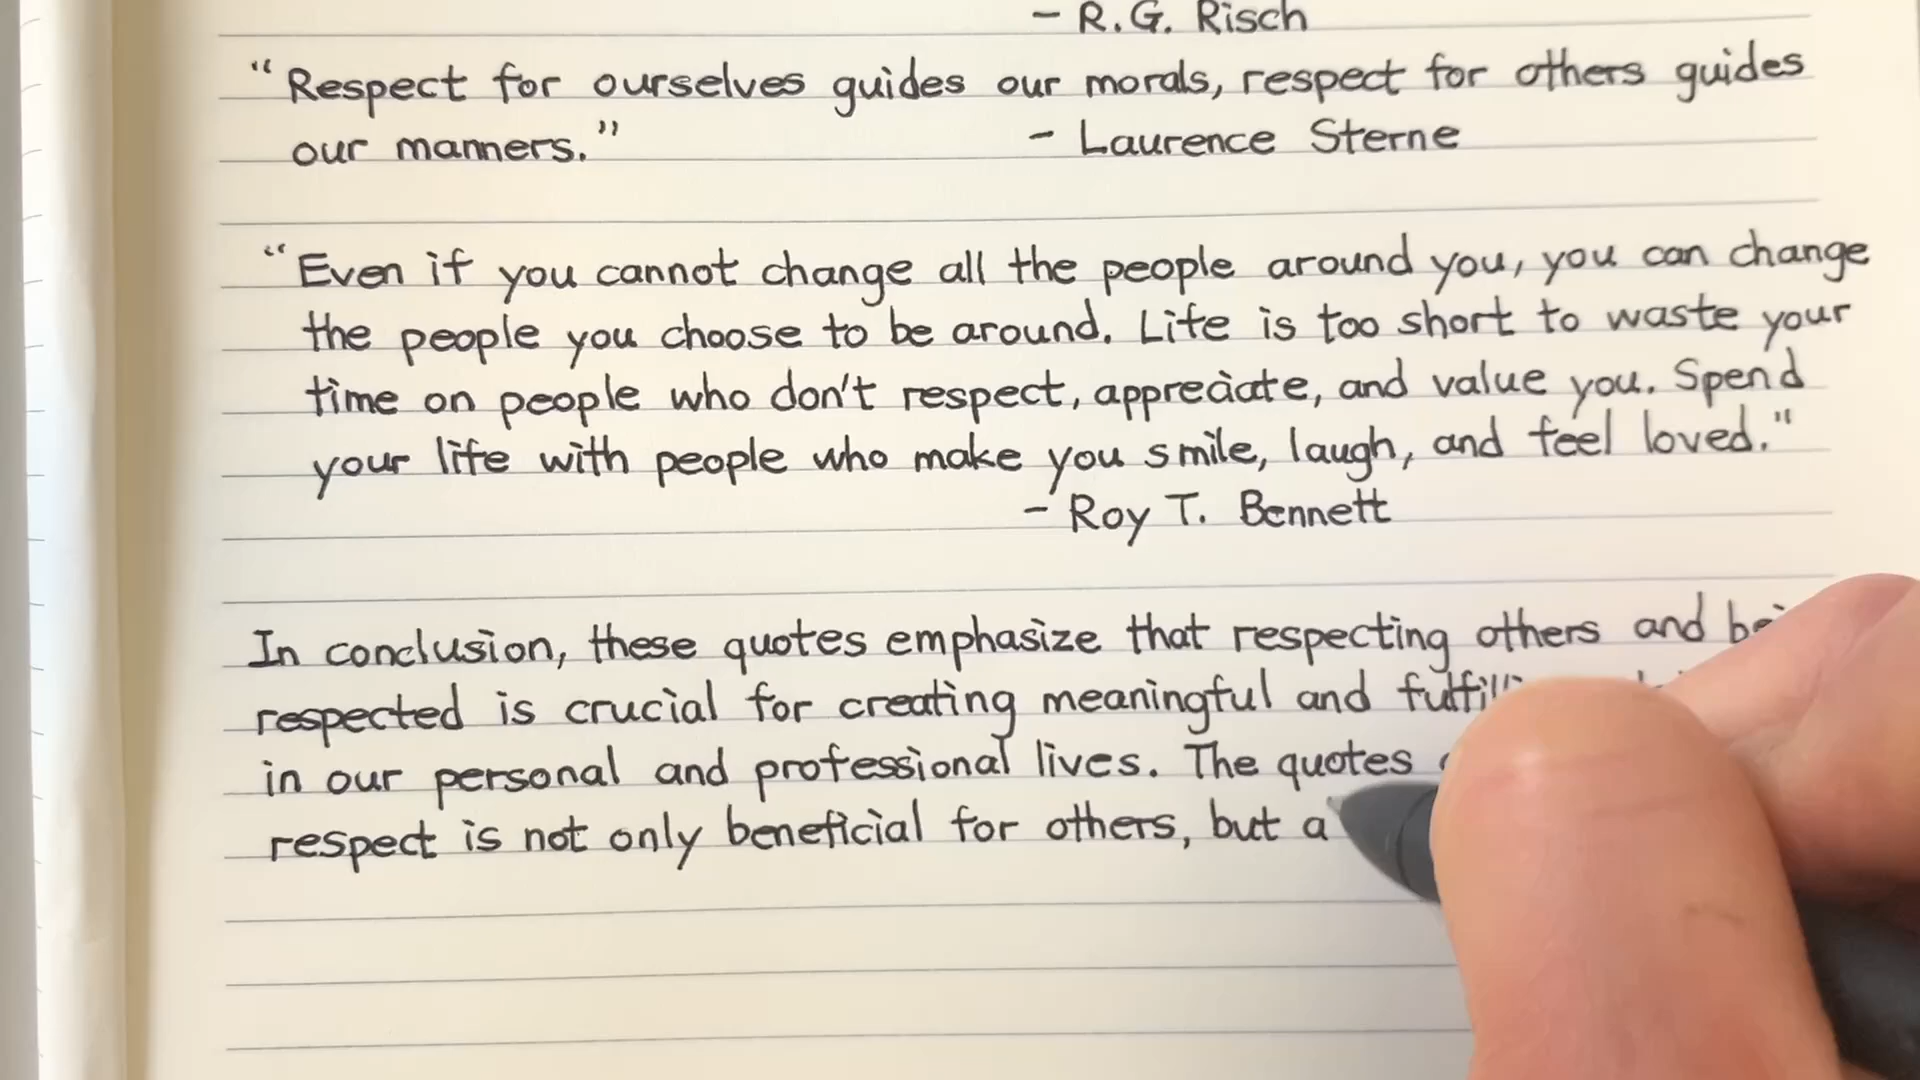 - R.G. Risch
"Respect for ourselves guides our morals, respect for others guides
our manners." - Laurence Sterne
"Even if you cannot change all the people around you, you can change
the people you choose to be around. Life is too short to waste your
time on people who don't respect, appreciate, and value you. Spend
your life with people who make you smile, laugh, and feel loved."
- Roy T. Bennett
In conclusion, these quotes emphasize that respecting others and
respected is crucial for creating meaningful and
in our personal and professional lives. The quotes
respect is not only beneficial for others, but a